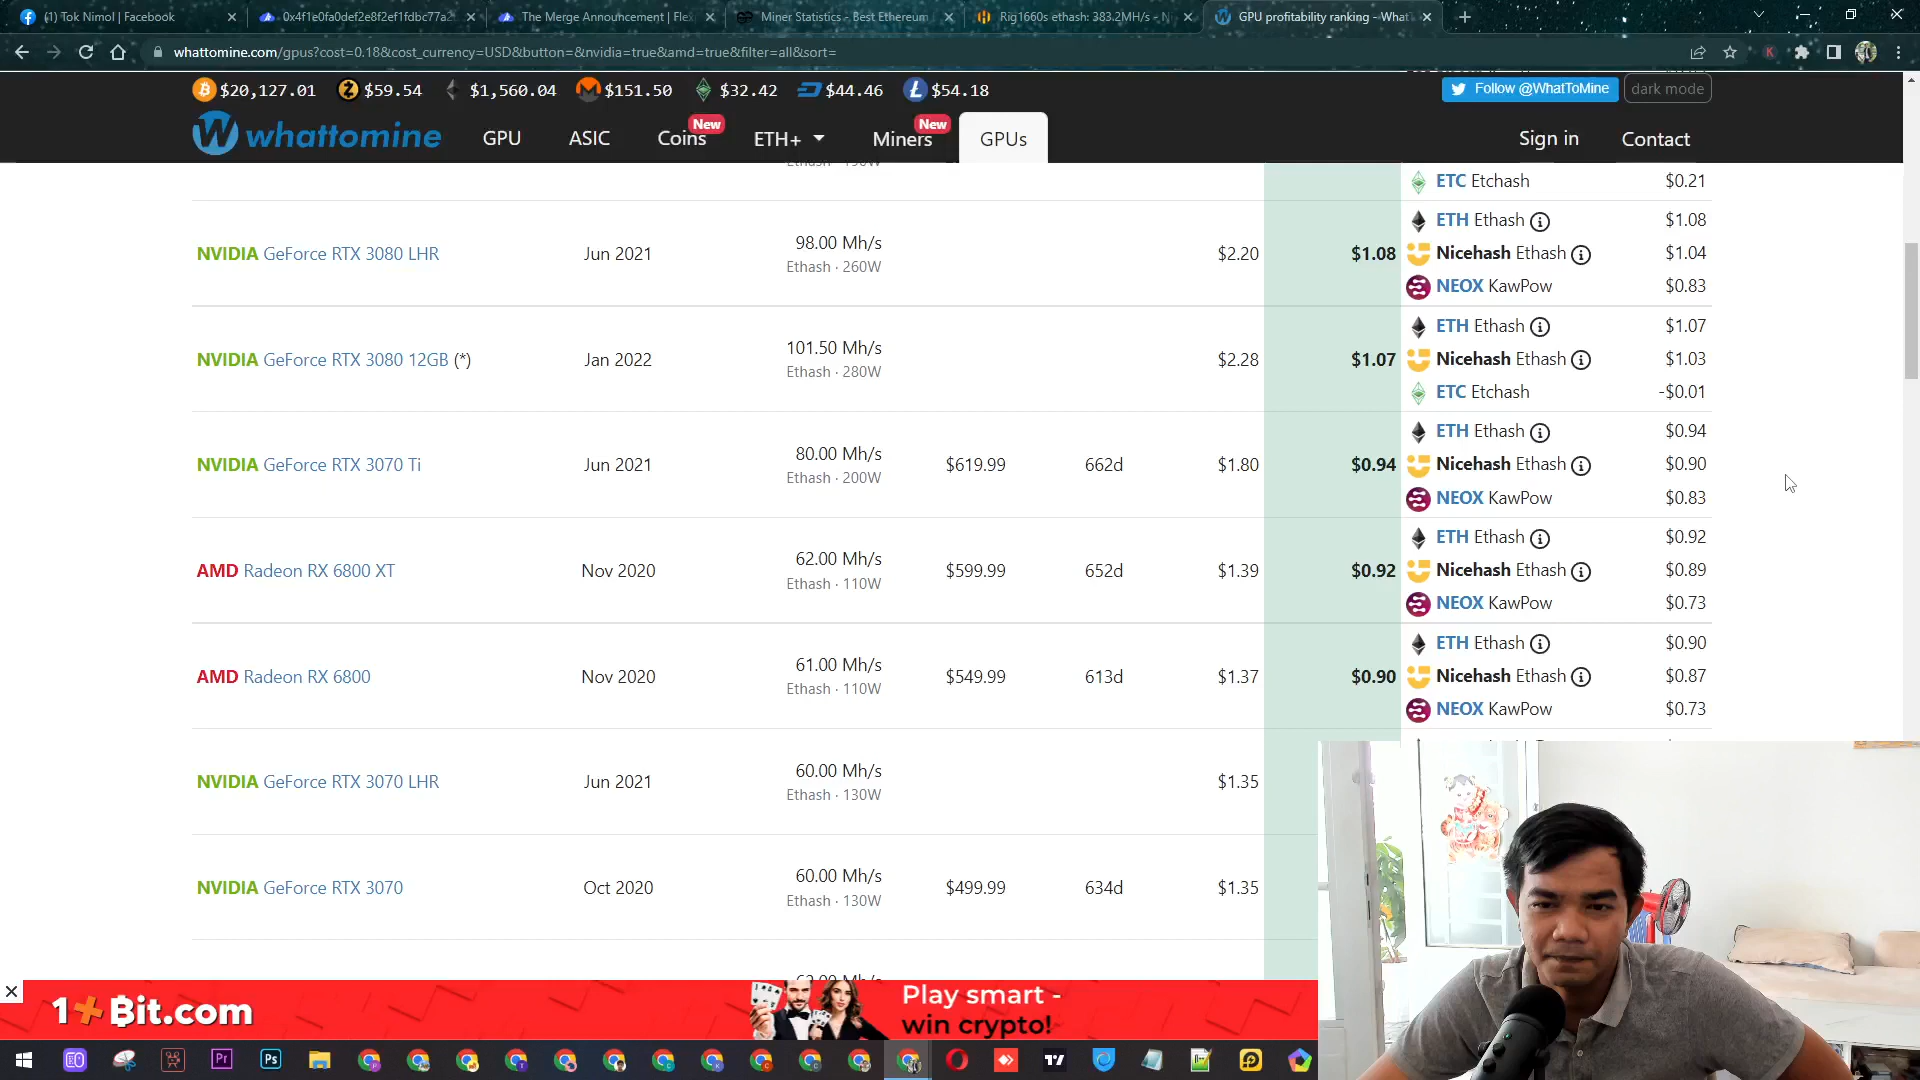 (1) Tok Nimol | Facebook
0x4f1e0fa0def2e8f2ef1fdbc77a2
The Merge Announcement | Flex
Miner Statistics - Best Ethereum
Rig1660s ethash: 383.2MH/s - N
GPU profitability ranking - What
whattomine.com/gpus?cost=0.18&cost_currency=USD&button=&nvidia=true&amd=true&filter=all&sort=
$20,127.01 $59.54 $1,560.04 $151.50 $32.42 $44.46 $54.18
Follow @WhatToMine dark mode
whattomine GPU ASIC Coins New ETH+ Miners New GPUs Sign in Contact
ETC Etchash $0.21
NVIDIA GeForce RTX 3080 LHR Jun 2021 98.00 Mh/s $2.20 $1.08
Ethash · 260W
ETH Ethash $1.08
Nicehash Ethash $1.04
NEOX KawPow $0.83
NVIDIA GeForce RTX 3080 12GB (*) Jan 2022 101.50 Mh/s $2.28 $1.07
Ethash · 280W
ETH Ethash $1.07
Nicehash Ethash $1.03
ETC Etchash -$0.01
NVIDIA GeForce RTX 3070 Ti Jun 2021 80.00 Mh/s $619.99 662d $1.80 $0.94
Ethash · 200W
ETH Ethash $0.94
Nicehash Ethash $0.90
NEOX KawPow $0.83
AMD Radeon RX 6800 XT Nov 2020 62.00 Mh/s $599.99 652d $1.39 $0.92
Ethash · 110W
ETH Ethash $0.92
Nicehash Ethash $0.89
NEOX KawPow $0.73
AMD Radeon RX 6800 Nov 2020 61.00 Mh/s $549.99 613d $1.37 $0.90
Ethash · 110W
ETH Ethash $0.90
Nicehash Ethash $0.87
NEOX KawPow $0.73
NVIDIA GeForce RTX 3070 LHR Jun 2021 60.00 Mh/s $1.35
Ethash · 130W
NVIDIA GeForce RTX 3070 Oct 2020 60.00 Mh/s $499.99 634d $1.35
Ethash · 130W
1×Bit.com
Play smart -
win crypto!
Pr Ps